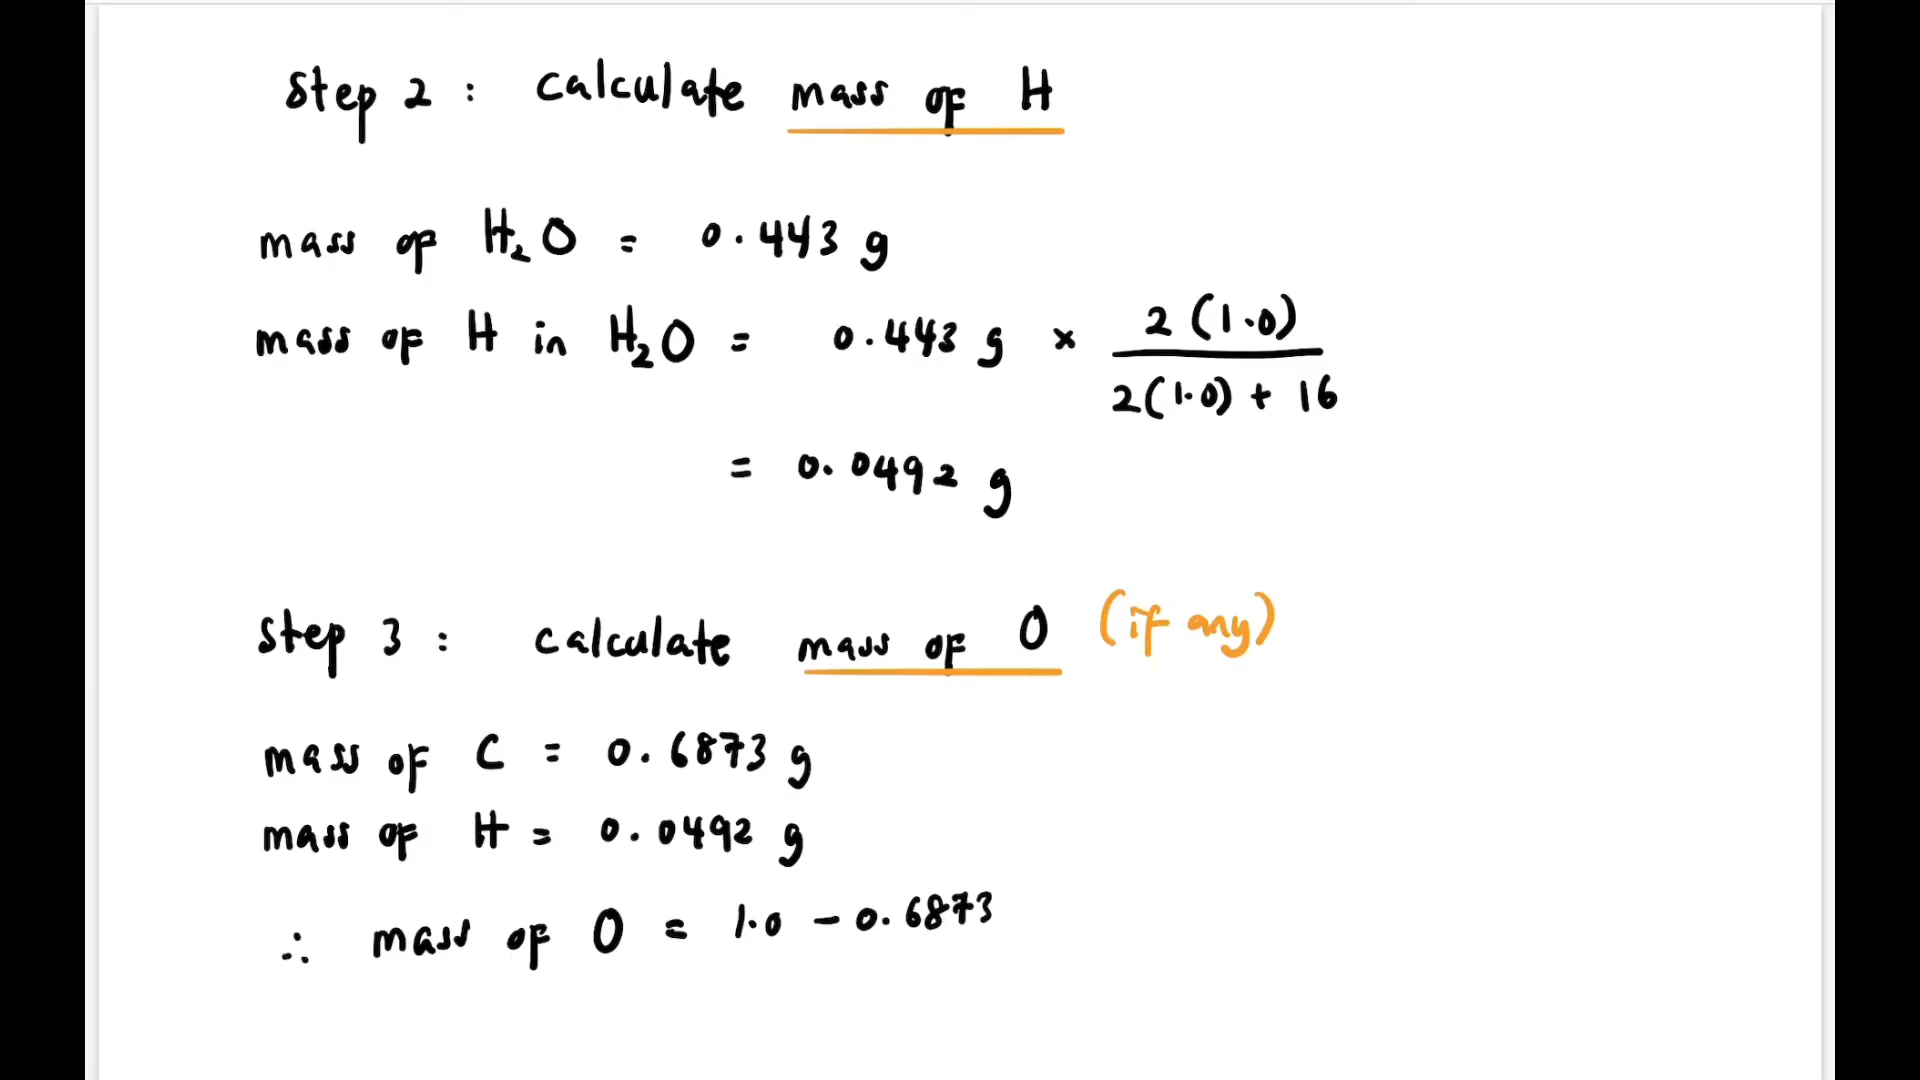 Step 2 : calculate mass of H
mass of H₂O = 0.443 g
mass of H in H₂O = 0.443 g × 2(1.0) / 2(1.0) + 16
= 0.0492 g
Step 3 : calculate mass of O (if any)
mass of C = 0.6873 g
mass of H = 0.0492 g
∴ mass of O = 1.0 - 0.6873